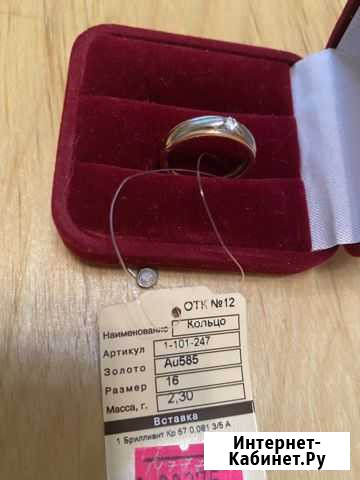 ОТК №12
Наименование Кольцо
Артикул 1-101-247
Золото Au585
Размер 16
Масса, г. 2,30
Вставка
1 Бриллиант Кр 57 0,081 3/5 А
Интернет-
Кабинет.Ру